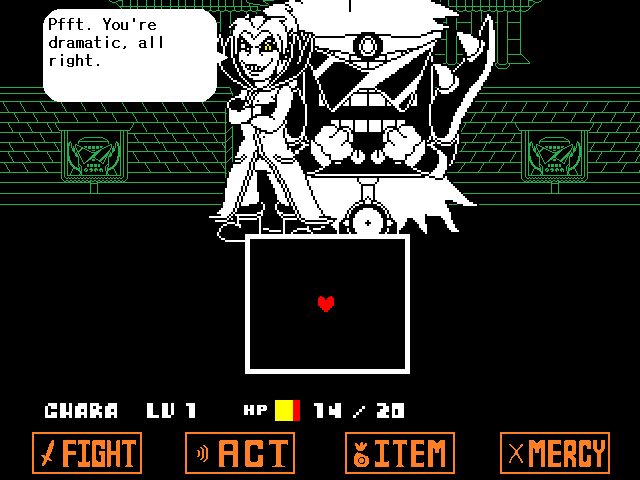 Pfft. You're
dramatic, all
right.
CHARA LV 1 HP 14 / 20
FIGHT ACT ITEM MERCY